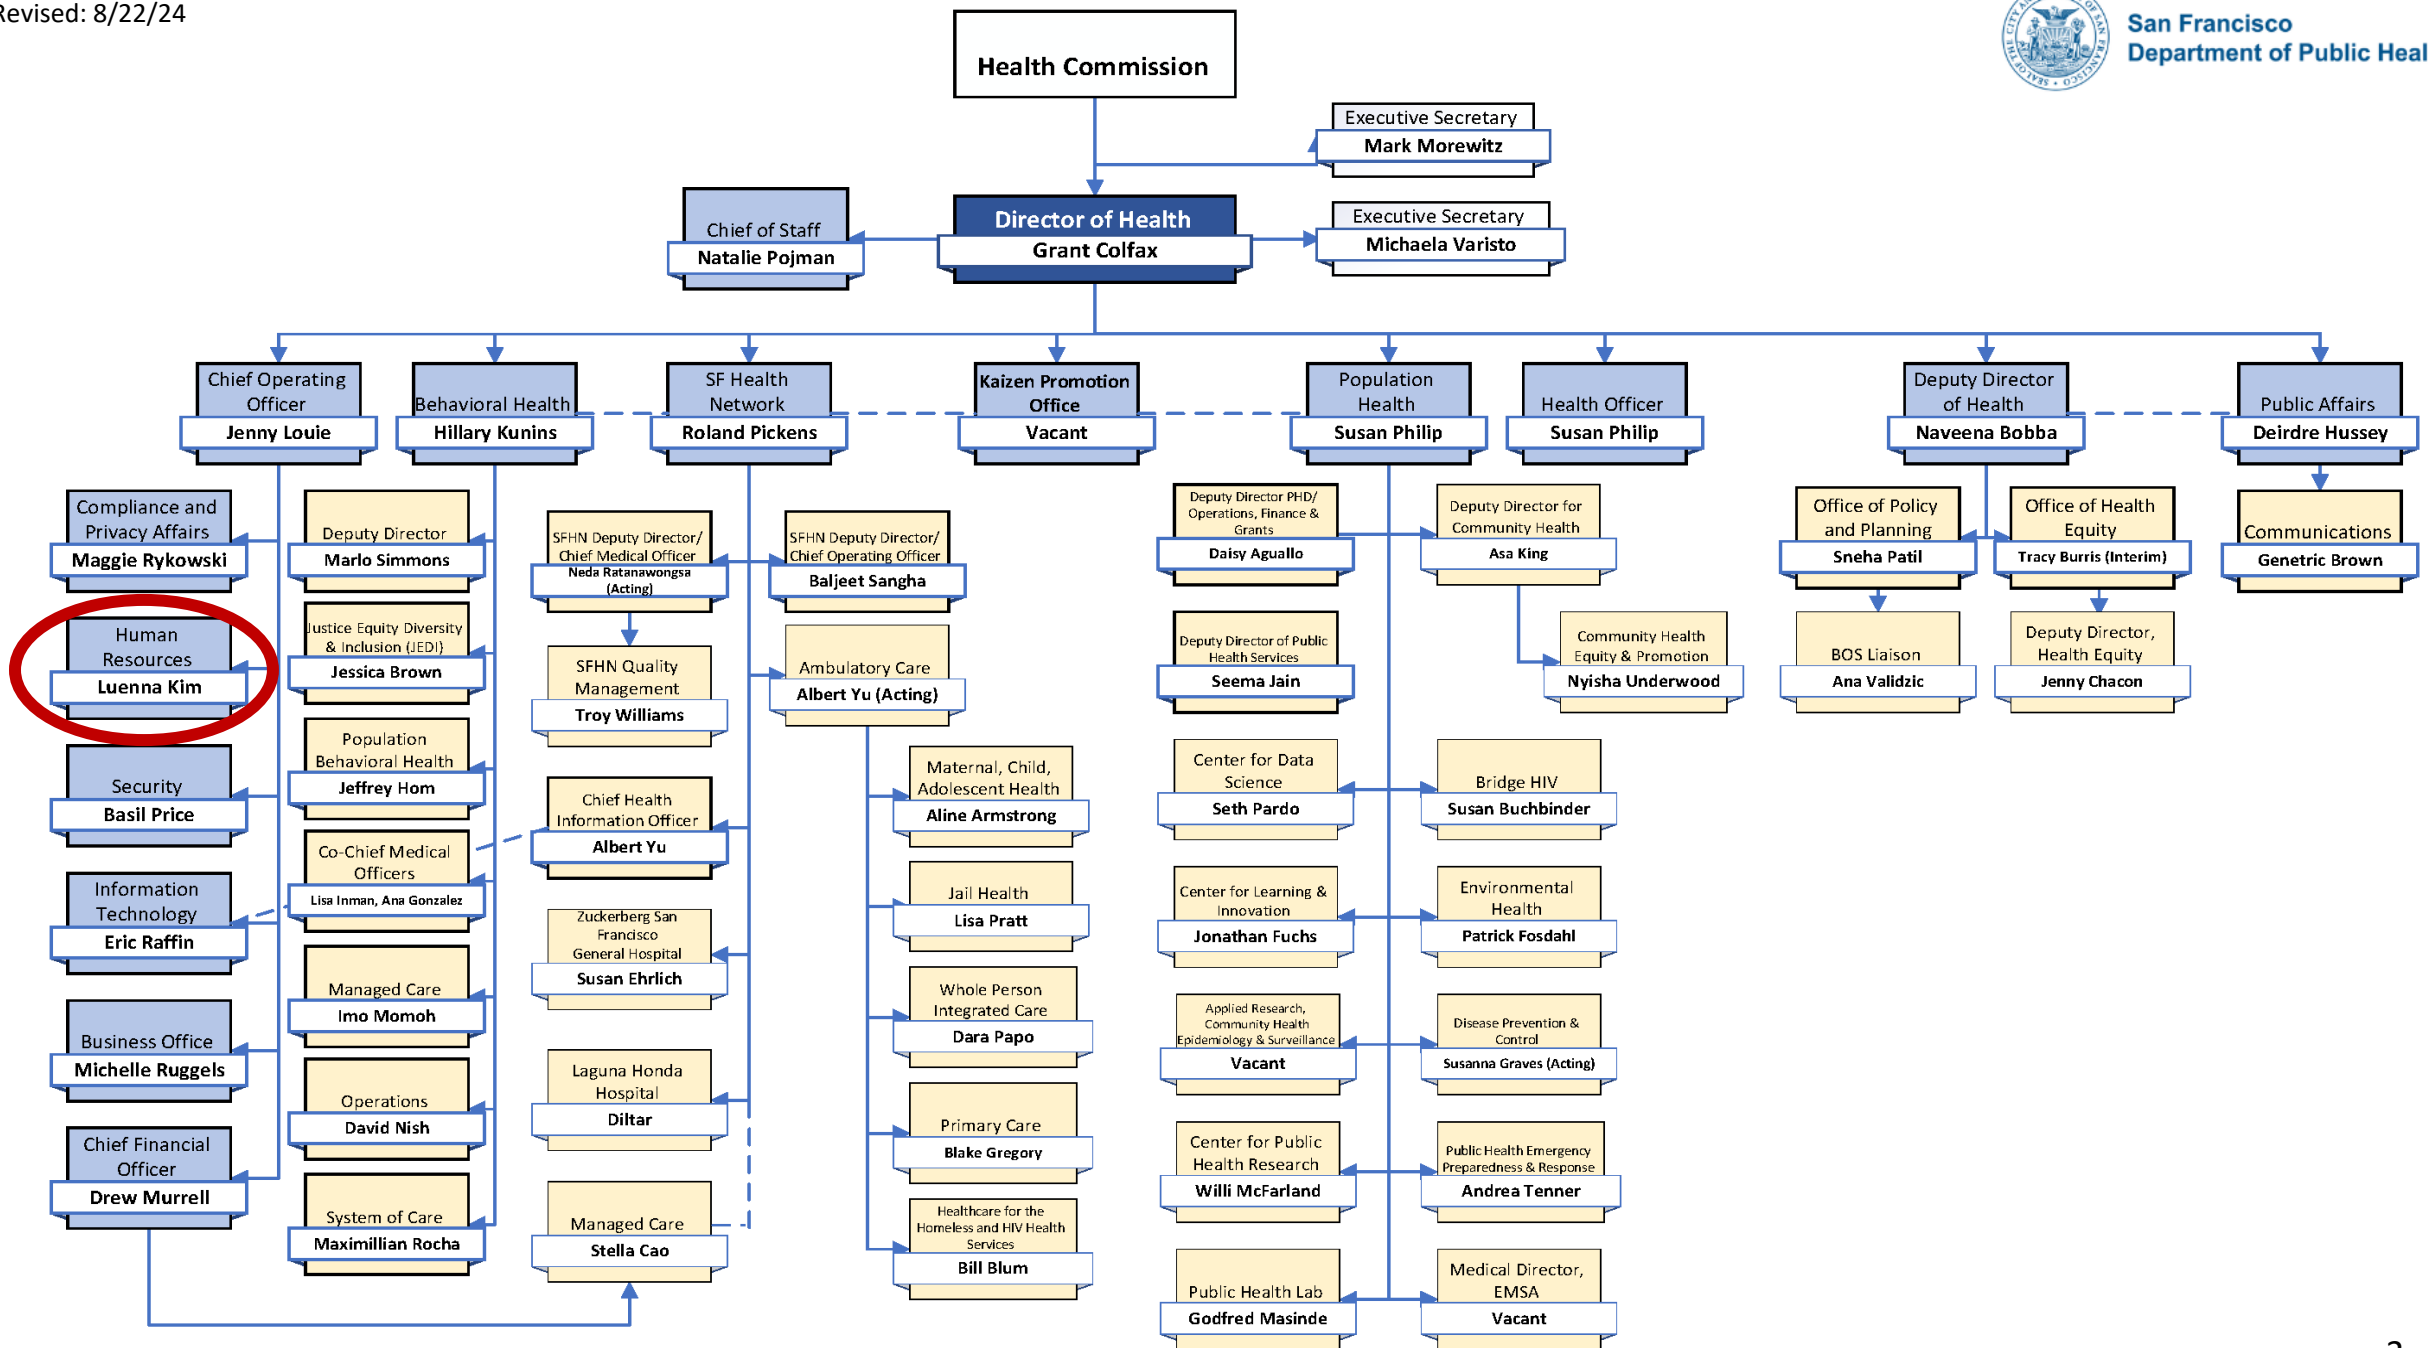 Revised: 8/22/24
San Francisco
Department of Public Heal
Health Commission
Executive Secretary
Mark Morewitz
Chief of Staff
Natalie Pojman
Director of Health
Grant Colfax
Executive Secretary
Michaela Varisto
Chief Operating
Officer
Jenny Louie
Behavioral Health
Hillary Kunins
SF Health
Network
Roland Pickens
Kaizen Promotion
Office
Vacant
Population
Health
Susan Philip
Health Officer
Susan Philip
Deputy Director
of Health
Naveena Bobba
Public Affairs
Deirdre Hussey
Compliance and
Privacy Affairs
Maggie Rykowski
Human
Resources
Luenna Kim
Security
Basil Price
Information
Technology
Eric Raffin
Business Office
Michelle Ruggels
Chief Financial
Officer
Drew Murrell
Deputy Director
Marlo Simmons
Justice Equity Diversity
& Inclusion (JEDI)
Jessica Brown
Population
Behavioral Health
Jeffrey Hom
Co-Chief Medical
Officers
Lisa Inman, Ana Gonzalez
Managed Care
Imo Momoh
Operations
David Nish
System of Care
Maximillian Rocha
SFHN Deputy Director/
Chief Medical Officer
Neda Ratanawongsa
(Acting)
SFHN Quality
Management
Troy Williams
Chief Health
Information Officer
Albert Yu
Zuckerberg San
Francisco
General Hospital
Susan Ehrlich
Laguna Honda
Hospital
Diltar
Managed Care
Stella Cao
SFHN Deputy Director/
Chief Operating Officer
Baljeet Sangha
Ambulatory Care
Albert Yu (Acting)
Maternal, Child,
Adolescent Health
Aline Armstrong
Jail Health
Lisa Pratt
Whole Person
Integrated Care
Dara Papo
Primary Care
Blake Gregory
Healthcare for the
Homeless and HIV Health
Services
Bill Blum
Deputy Director PHD/
Operations, Finance &
Grants
Daisy Aguallo
Deputy Director of Public
Health Services
Seema Jain
Center for Data
Science
Seth Pardo
Center for Learning &
Innovation
Jonathan Fuchs
Applied Research,
Community Health
Epidemiology & Surveillance
Vacant
Center for Public
Health Research
Willi McFarland
Public Health Lab
Godfred Masinde
Deputy Director for
Community Health
Asa King
Community Health
Equity & Promotion
Nyisha Underwood
Bridge HIV
Susan Buchbinder
Environmental
Health
Patrick Fosdahl
Disease Prevention &
Control
Susanna Graves (Acting)
Public Health Emergency
Preparedness & Response
Andrea Tenner
Medical Director,
EMSA
Vacant
Office of Policy
and Planning
Sneha Patil
BOS Liaison
Ana Validzic
Office of Health
Equity
Tracy Burris (Interim)
Deputy Director,
Health Equity
Jenny Chacon
Communications
Genetric Brown